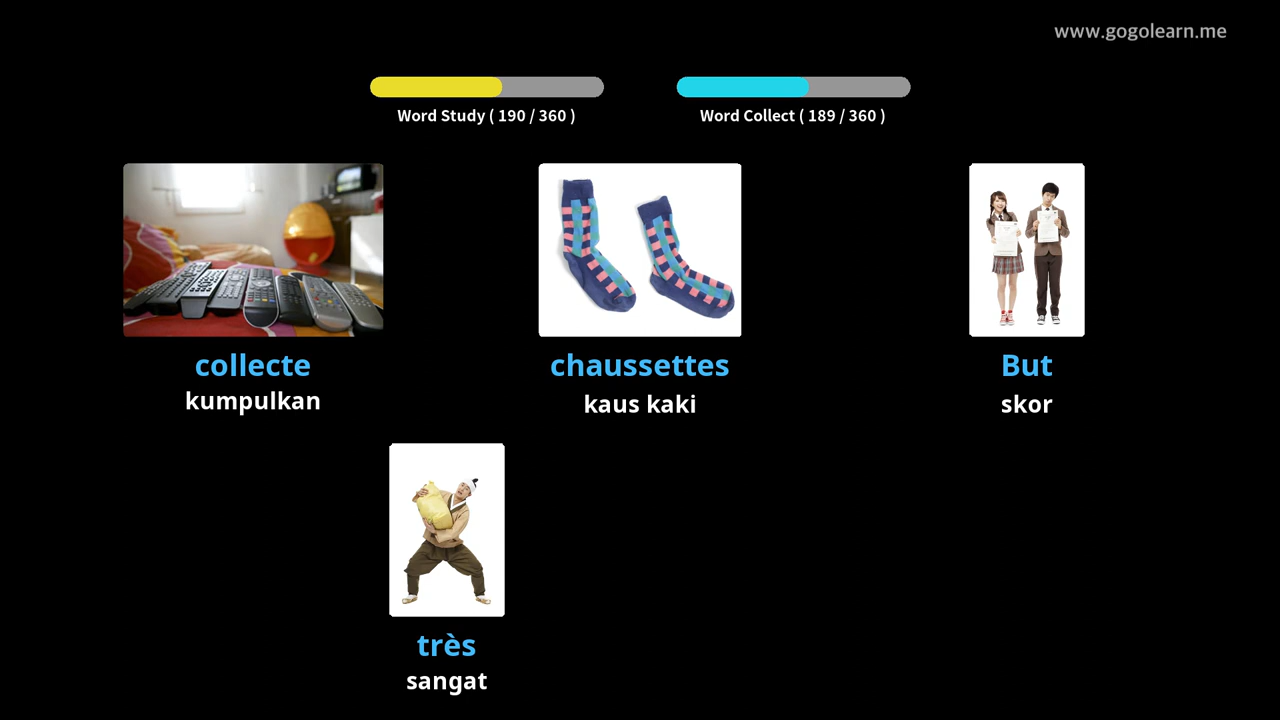 www.gogolearn.me
Word Study ( 190 / 360 )
Word Collect ( 189 / 360 )
collecte
kumpulkan
chaussettes
kaus kaki
But
skor
très
sangat